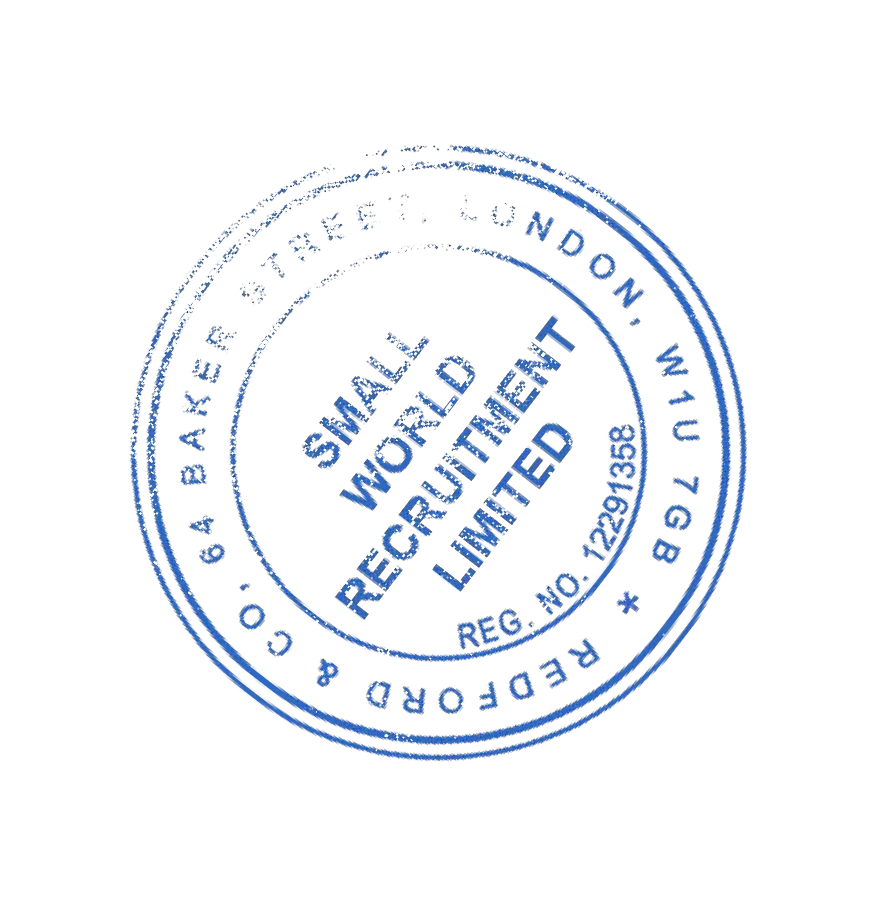 REDFORD & CO, 64 BAKER STREET, LONDON, W1U 7GB *
SMALL
WORLD
RECRUITMENT
LIMITED
REG. NO. 12291358